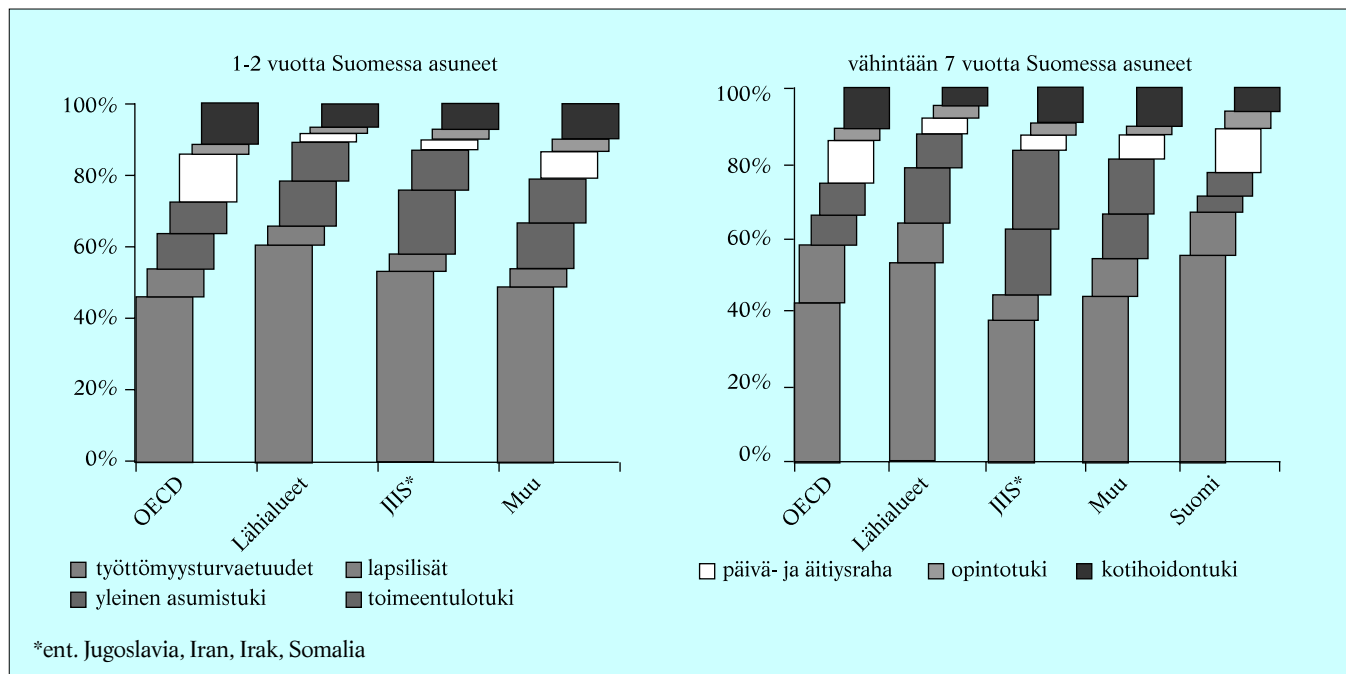 1-2 vuotta Suomessa asuneet
100%
80%
60%
40%
20%
0%
OECD
Lähialueet
JIIS*
Muu
vähintään 7 vuotta Suomessa asuneet
100%
80%
60%
40%
20%
0%
OECD
Lähialueet
JIIS*
Muu
Suomi
työttömyysturvaetuudet
lapsilisät
yleinen asumistuki
toimeentulotuki
päivä- ja äitiysraha
opintotuki
kotihoidontuki
*ent. Jugoslavia, Iran, Irak, Somalia